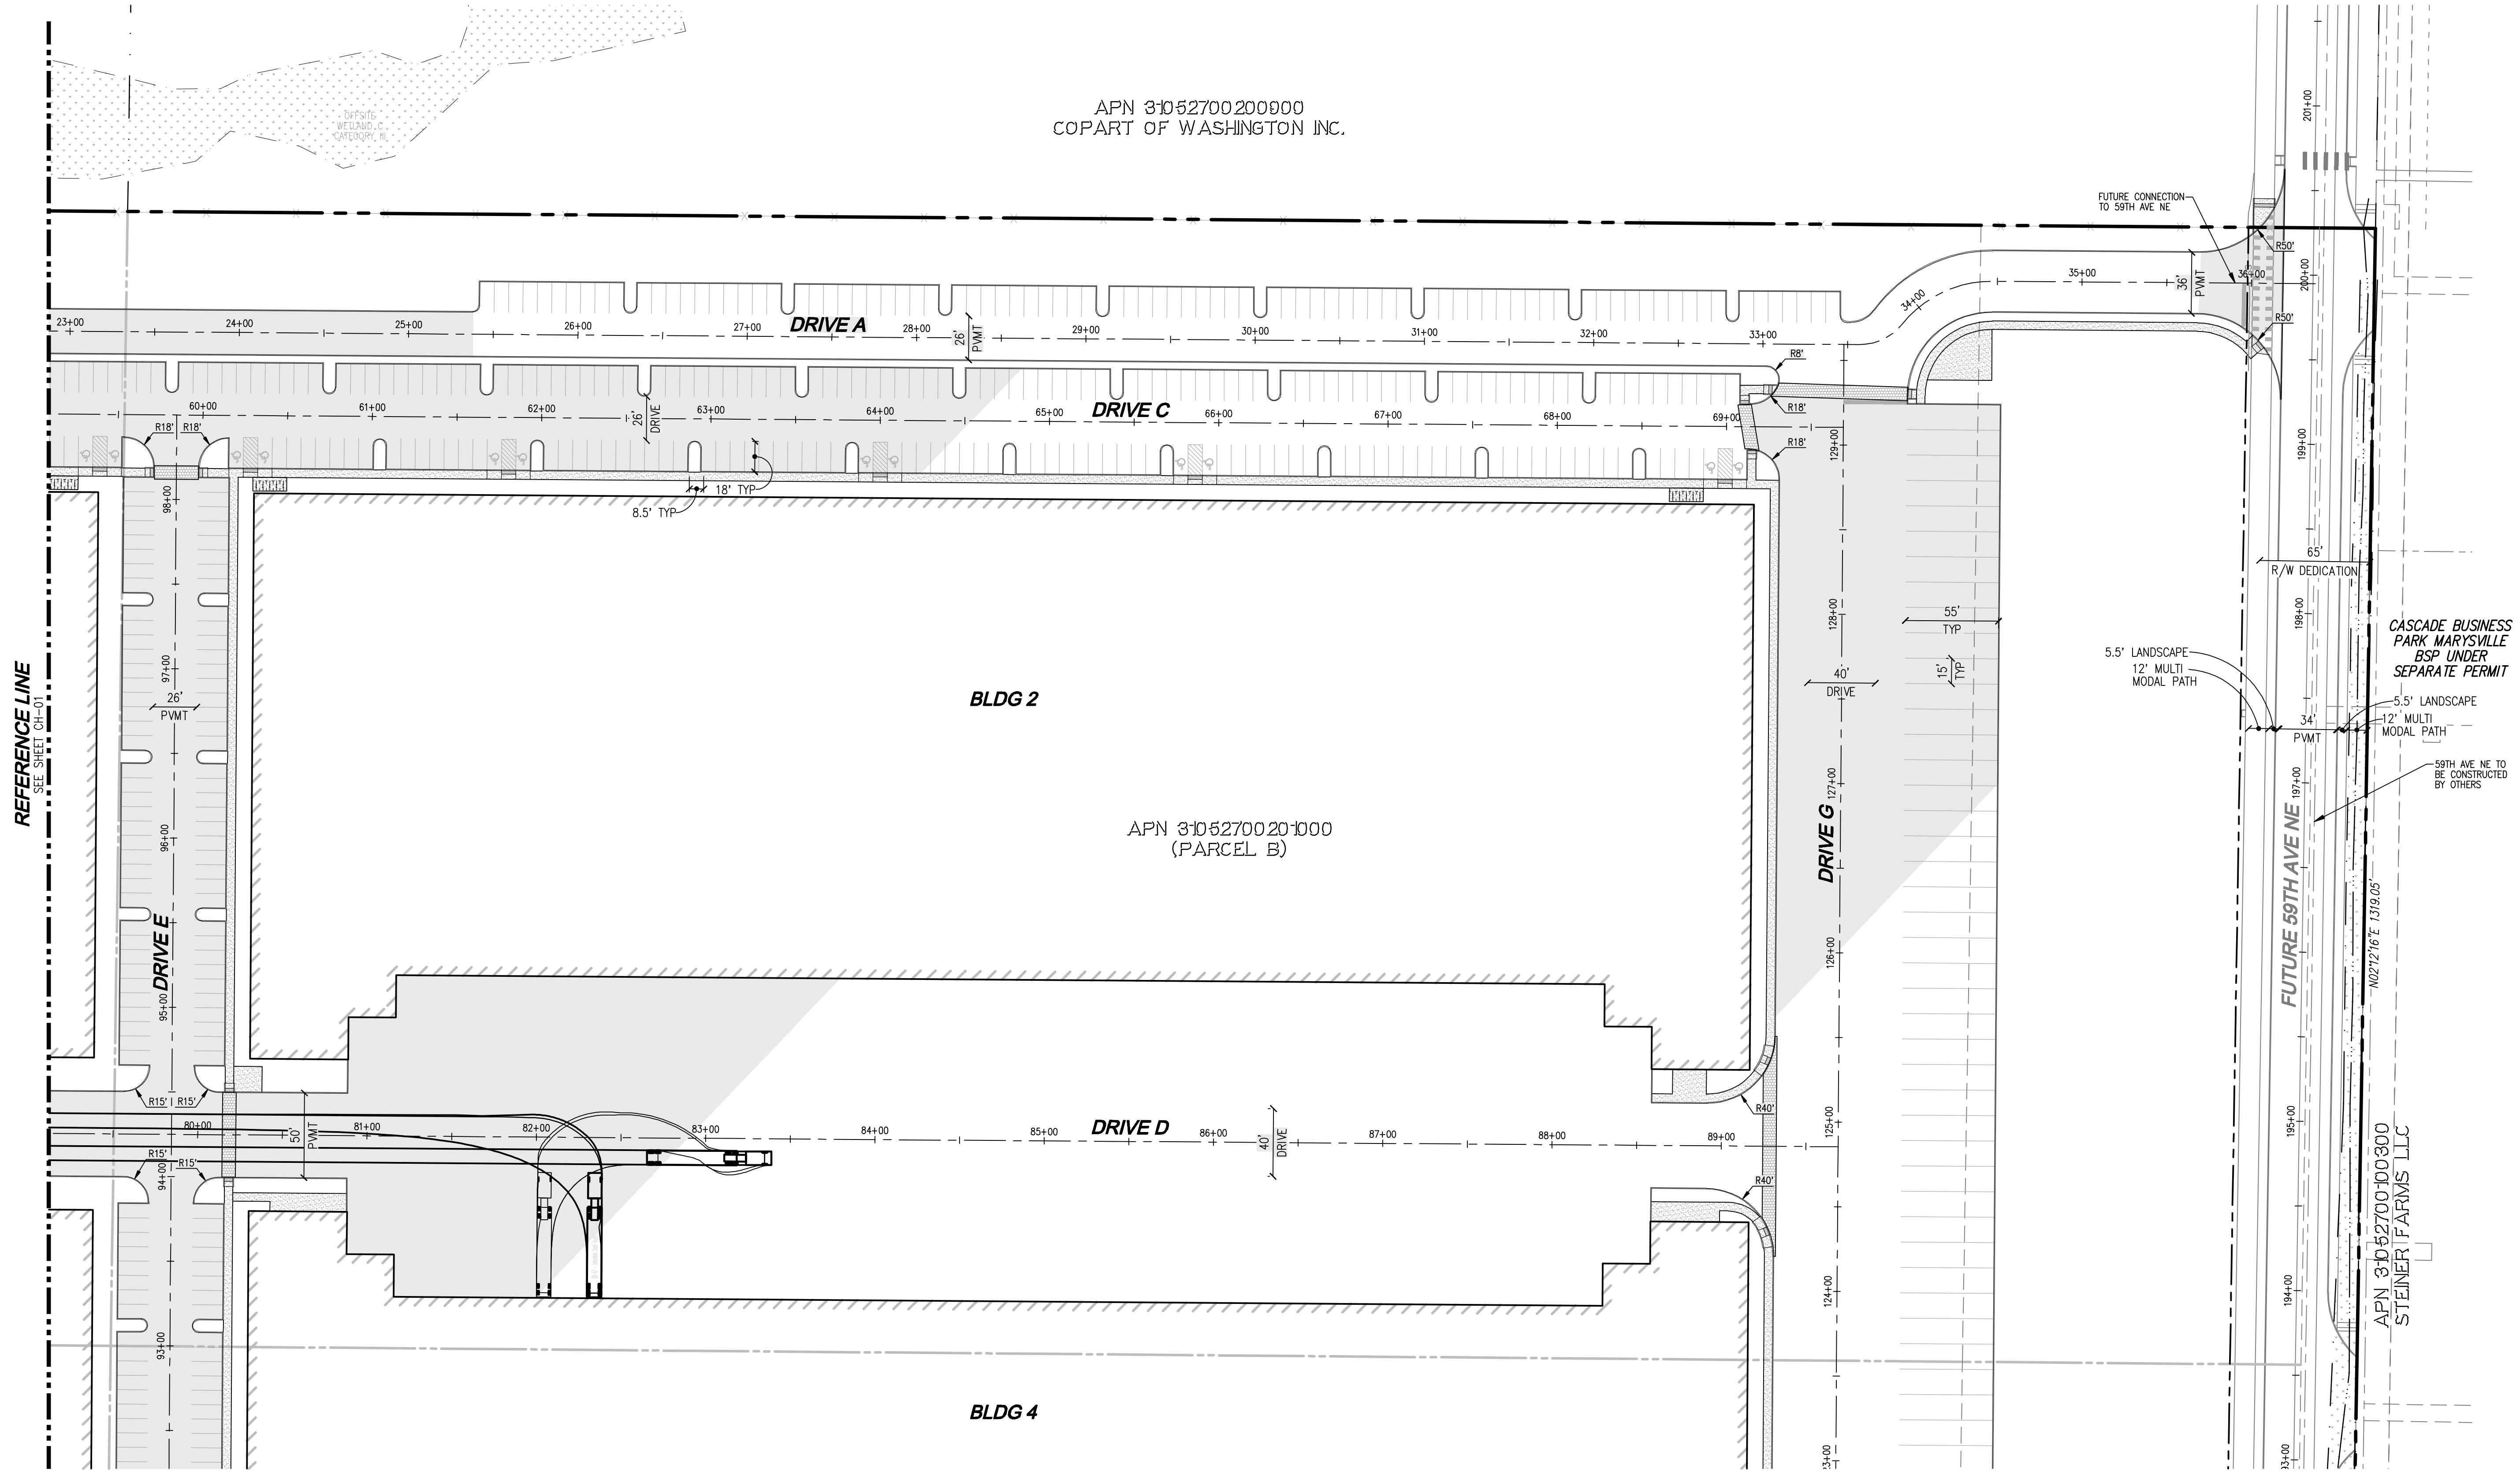 APN 31052700200900
COPART OF WASHINGTON INC.
OFFSITE
WETLAND C
CATEGORY III
FUTURE CONNECTION
TO 59TH AVE NE
R50'
R50'
36'
PVMT
34+00
35+00
36+00
23+00
24+00
25+00
26+00
27+00
DRIVE A
28+00
26'
PVMT
29+00
30+00
31+00
32+00
33+00
R8'
R18'
R18'
60+00
61+00
62+00
26'
DRIVE
63+00
64+00
65+00
DRIVE C
66+00
67+00
68+00
69+00
R18'
R18'
18' TYP
8.5' TYP
REFERENCE LINE
SEE SHEET CH-01
98+00
97+00
26'
PVMT
96+00
DRIVE E
95+00
94+00
93+00
BLDG 2
APN 31052700201000
(PARCEL B)
129+00
128+00
40'
DRIVE
127+00
DRIVE G
126+00
125+00
124+00
23+00
55'
TYP
15'
TYP
201+00
200+00
199+00
65'
R/W DEDICATION
198+00
5.5' LANDSCAPE
12' MULTI
MODAL PATH
34'
PVMT
5.5' LANDSCAPE
12' MULTI
MODAL PATH
CASCADE BUSINESS
PARK MARYSVILLE
BSP UNDER
SEPARATE PERMIT
59TH AVE NE TO
BE CONSTRUCTED
BY OTHERS
197+00
FUTURE 59TH AVE NE
N02°12'16"E 1319.05'
195+00
194+00
93+00
APN 31052700100300
STEINER FARMS LLC
R15'
R15'
R15'
R15'
80+00
50'
PVMT
81+00
82+00
83+00
84+00
85+00
DRIVE D
86+00
40'
DRIVE
87+00
88+00
89+00
R40'
R40'
BLDG 4